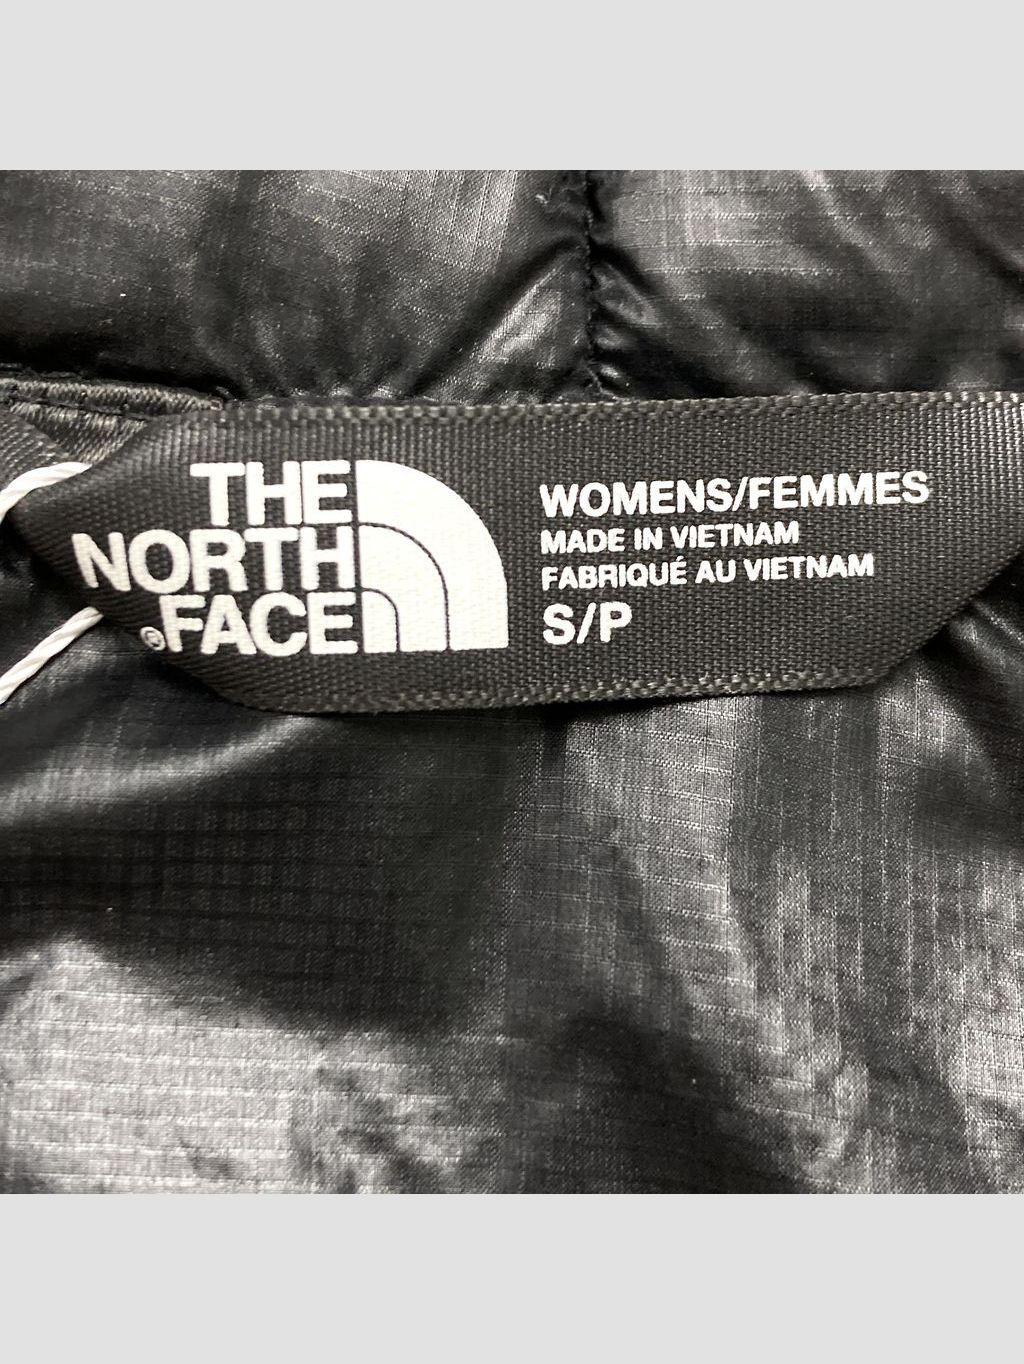 THE
NORTH
®FACE
WOMENS/FEMMES
MADE IN VIETNAM
FABRIQUÉ AU VIETNAM
S/P